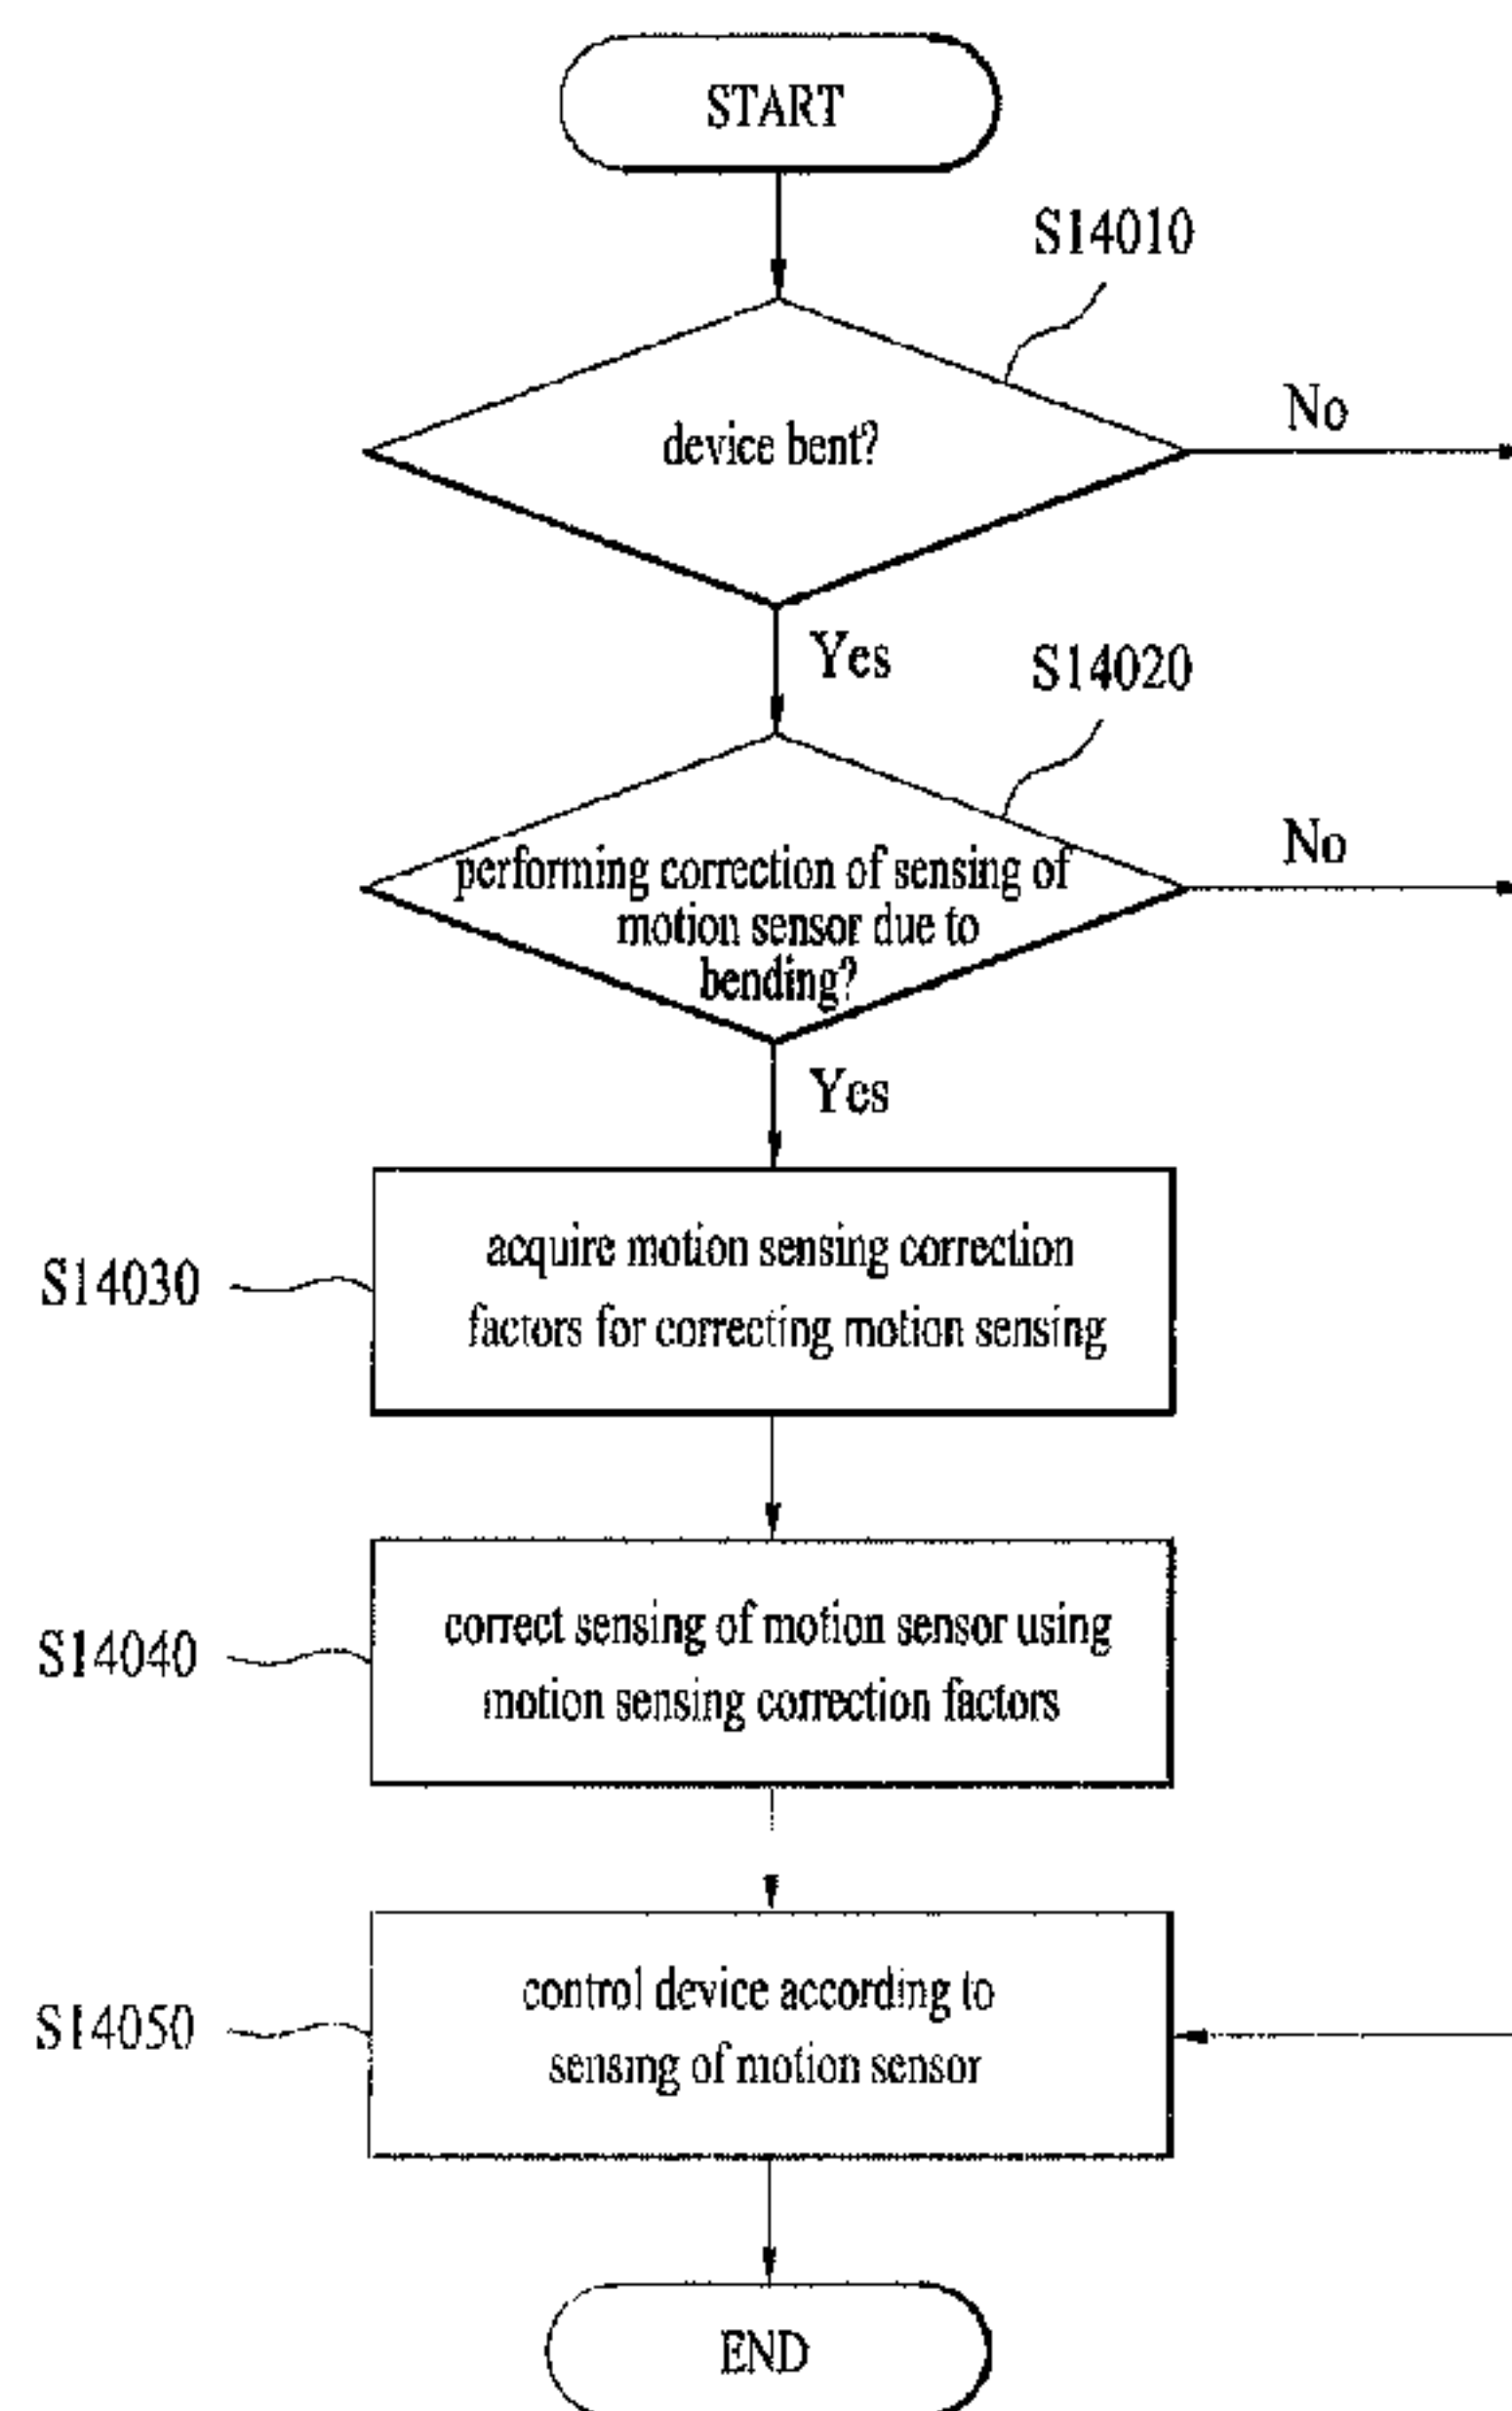 START
S14010
device bent?
No
Yes
S14020
performing correction of sensing of
motion sensor due to
bending?
No
Yes
S14030
acquire motion sensing correction
factors for correcting motion sensing
S14040
correct sensing of motion sensor using
motion sensing correction factors
S14050
control device according to
sensing of motion sensor
END